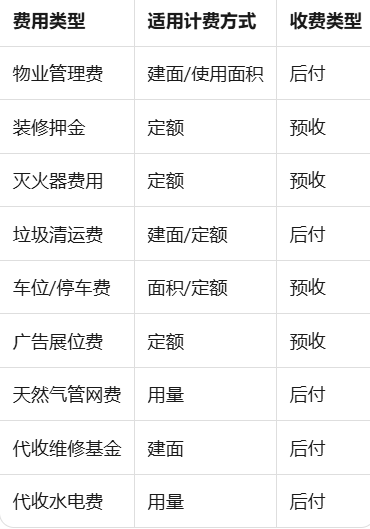 费用类型 适用计费方式 收费类型
物业管理费 建面/使用面积 后付
装修押金 定额 预收
灭火器费用 定额 预收
垃圾清运费 建面/定额 后付
车位/停车费 面积/定额 预收
广告展位费 定额 预收
天然气管网费 用量 后付
代收维修基金 建面 后付
代收水电费 用量 后付